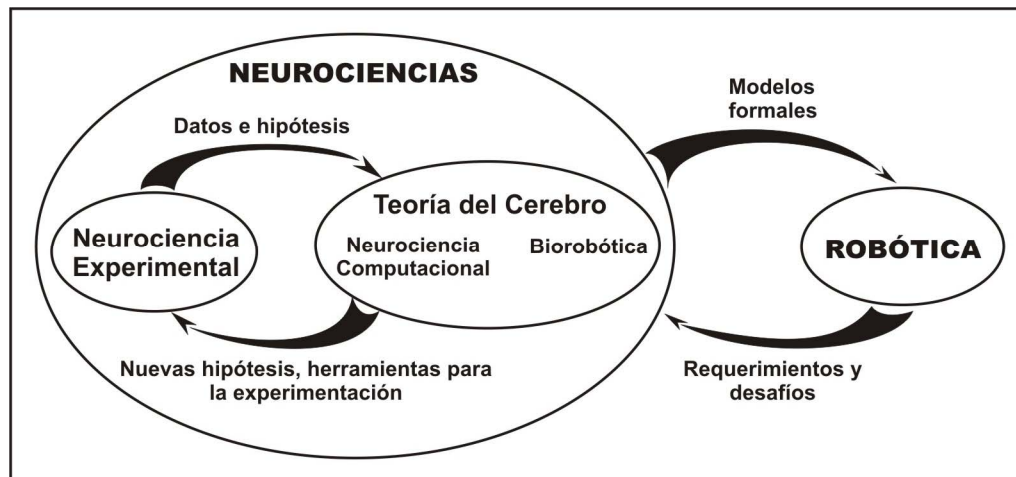 NEUROCIENCIAS
Datos e hipótesis
Teoría del Cerebro
Neurociencia
Computacional
Biorobótica
Neurociencia
Experimental
Nuevas hipótesis, herramientas para
la experimentación
Modelos
formales
ROBÓTICA
Requerimientos y
desafíos